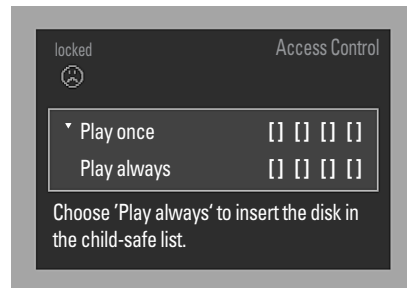 locked Access Control
Play once [] [] [] []
Play always [] [] [] []
Choose 'Play always' to insert the disk in
the child-safe list.